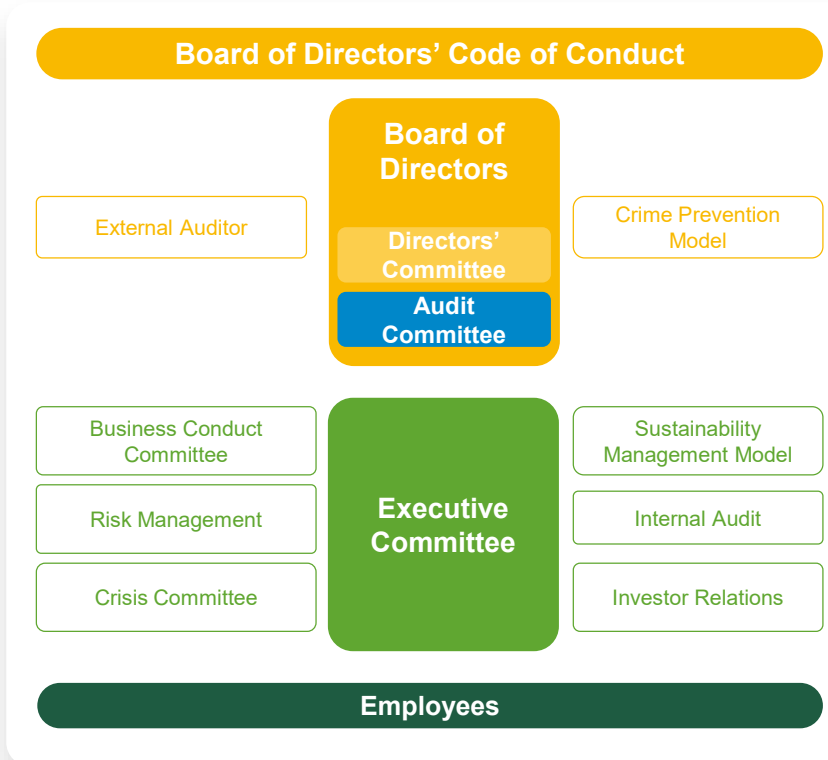 Board of Directors’ Code of Conduct
Board of
Directors
External Auditor
Directors’
Committee
Audit
Committee
Crime Prevention
Model
Business Conduct
Committee
Risk Management
Crisis Committee
Executive
Committee
Sustainability
Management Model
Internal Audit
Investor Relations
Employees